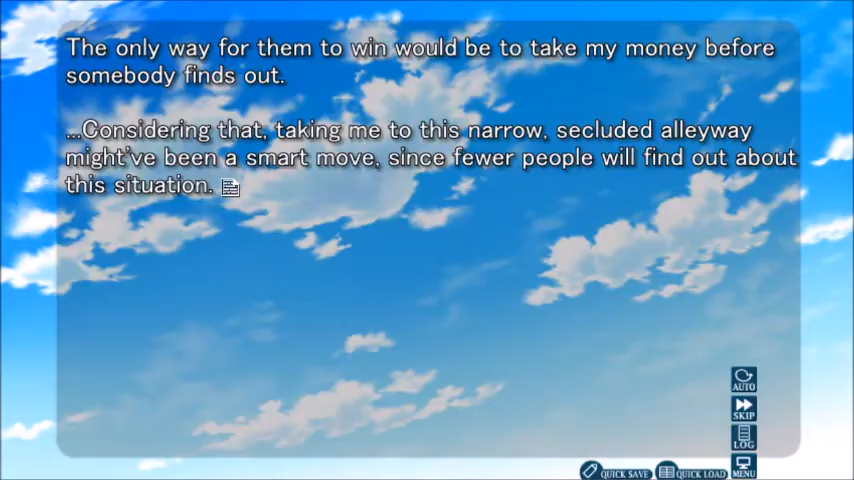 The only way for them to win would be to take my money before
somebody finds out.
...Considering that, taking me to this narrow, secluded alleyway
might've been a smart move, since fewer people will find out about
this situation.
AUTO
SKIP
LOG
MENU
QUICK SAVE
QUICK LOAD